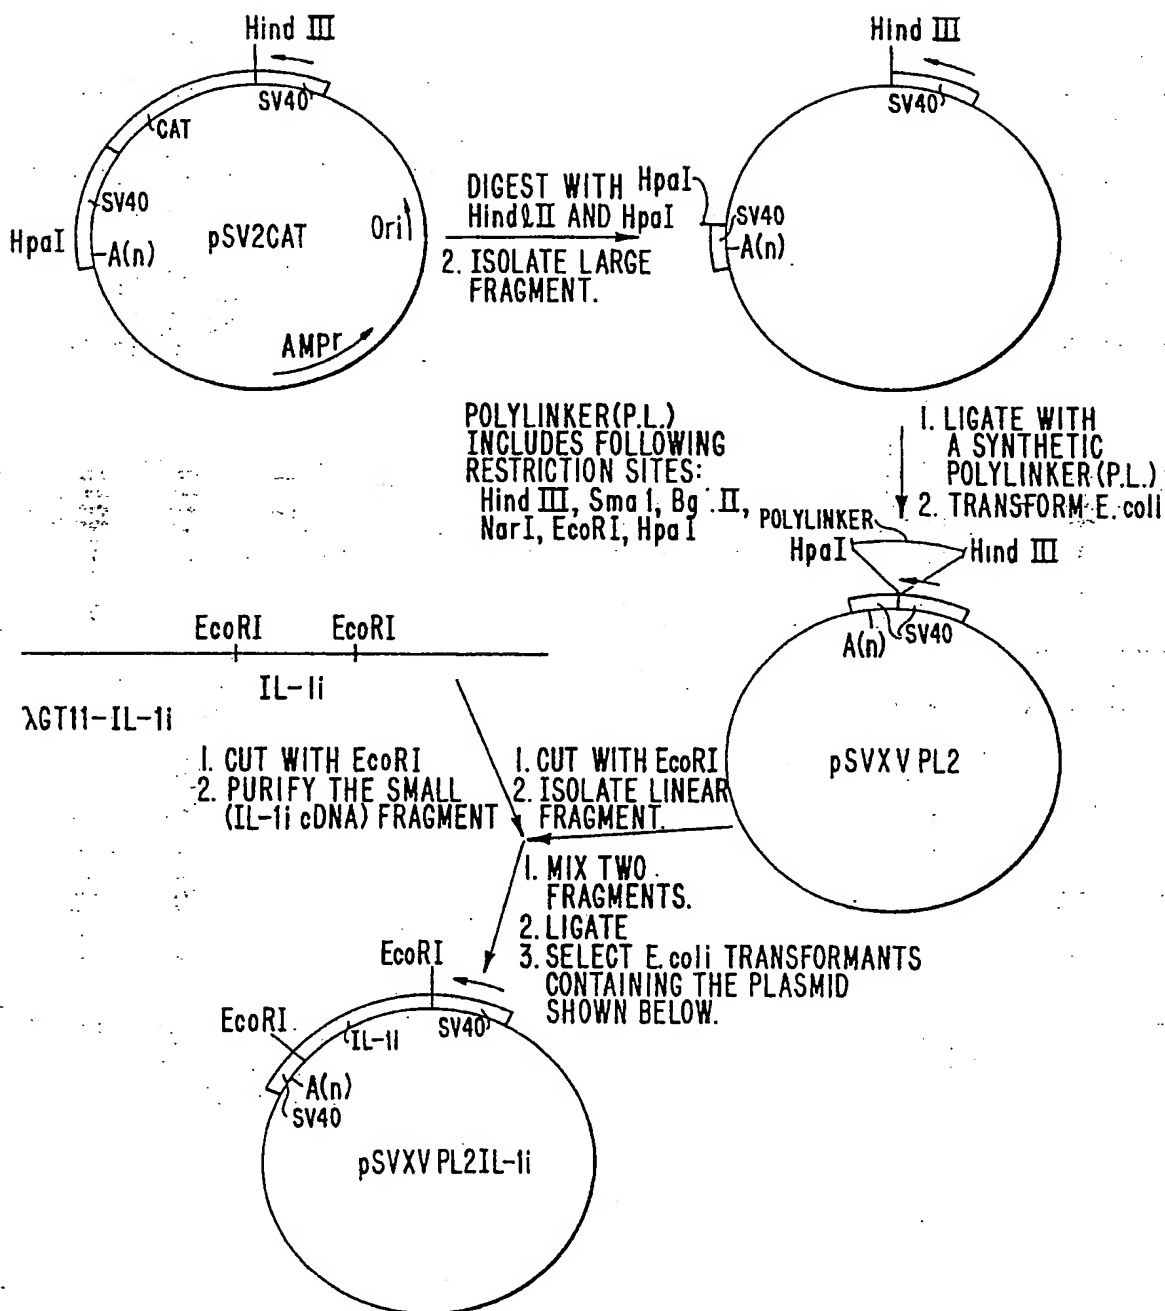 Hind III
SV40
CAT
SV40
HpaI
A(n)
pSV2CAT
Ori
AMPr
DIGEST WITH
HindlII AND HpaI
2. ISOLATE LARGE
FRAGMENT.
Hind III
SV40
HpaI
SV40
A(n)
POLYLINKER(P.L.)
INCLUDES FOLLOWING
RESTRICTION SITES:
Hind III, Sma I, Bg .II,
NarI, EcoRI, HpaI
1. LIGATE WITH
A SYNTHETIC
POLYLINKER (P.L.)
2. TRANSFORM E. coli
POLYLINKER
HpaI
Hind III
A(n)
SV40
pSVXV PL2
EcoRI
EcoRI
IL-1i
λGT11-IL-1i
1. CUT WITH EcoRI
2. PURIFY THE SMALL
(IL-1i cDNA) FRAGMENT
1. CUT WITH EcoRI
2. ISOLATE LINEAR
FRAGMENT.
1. MIX TWO
FRAGMENTS.
2. LIGATE
3. SELECT E. coli TRANSFORMANTS
CONTAINING THE PLASMID
SHOWN BELOW.
EcoRI
SV40
EcoRI
IL-1i
A(n)
SV40
pSVXV PL2IL-1i